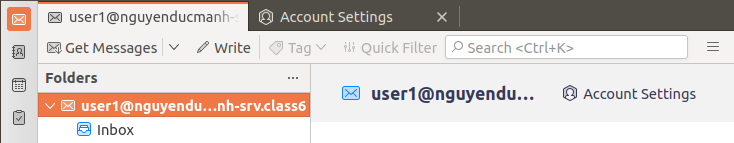 user1@nguyenducmanh-s
Account Settings
Get Messages
Write
Tag
Quick Filter
Search <Ctrl+K>
Folders
...
user1@nguyendu...nh-srv.class6
user1@nguyendu...
Account Settings
Inbox